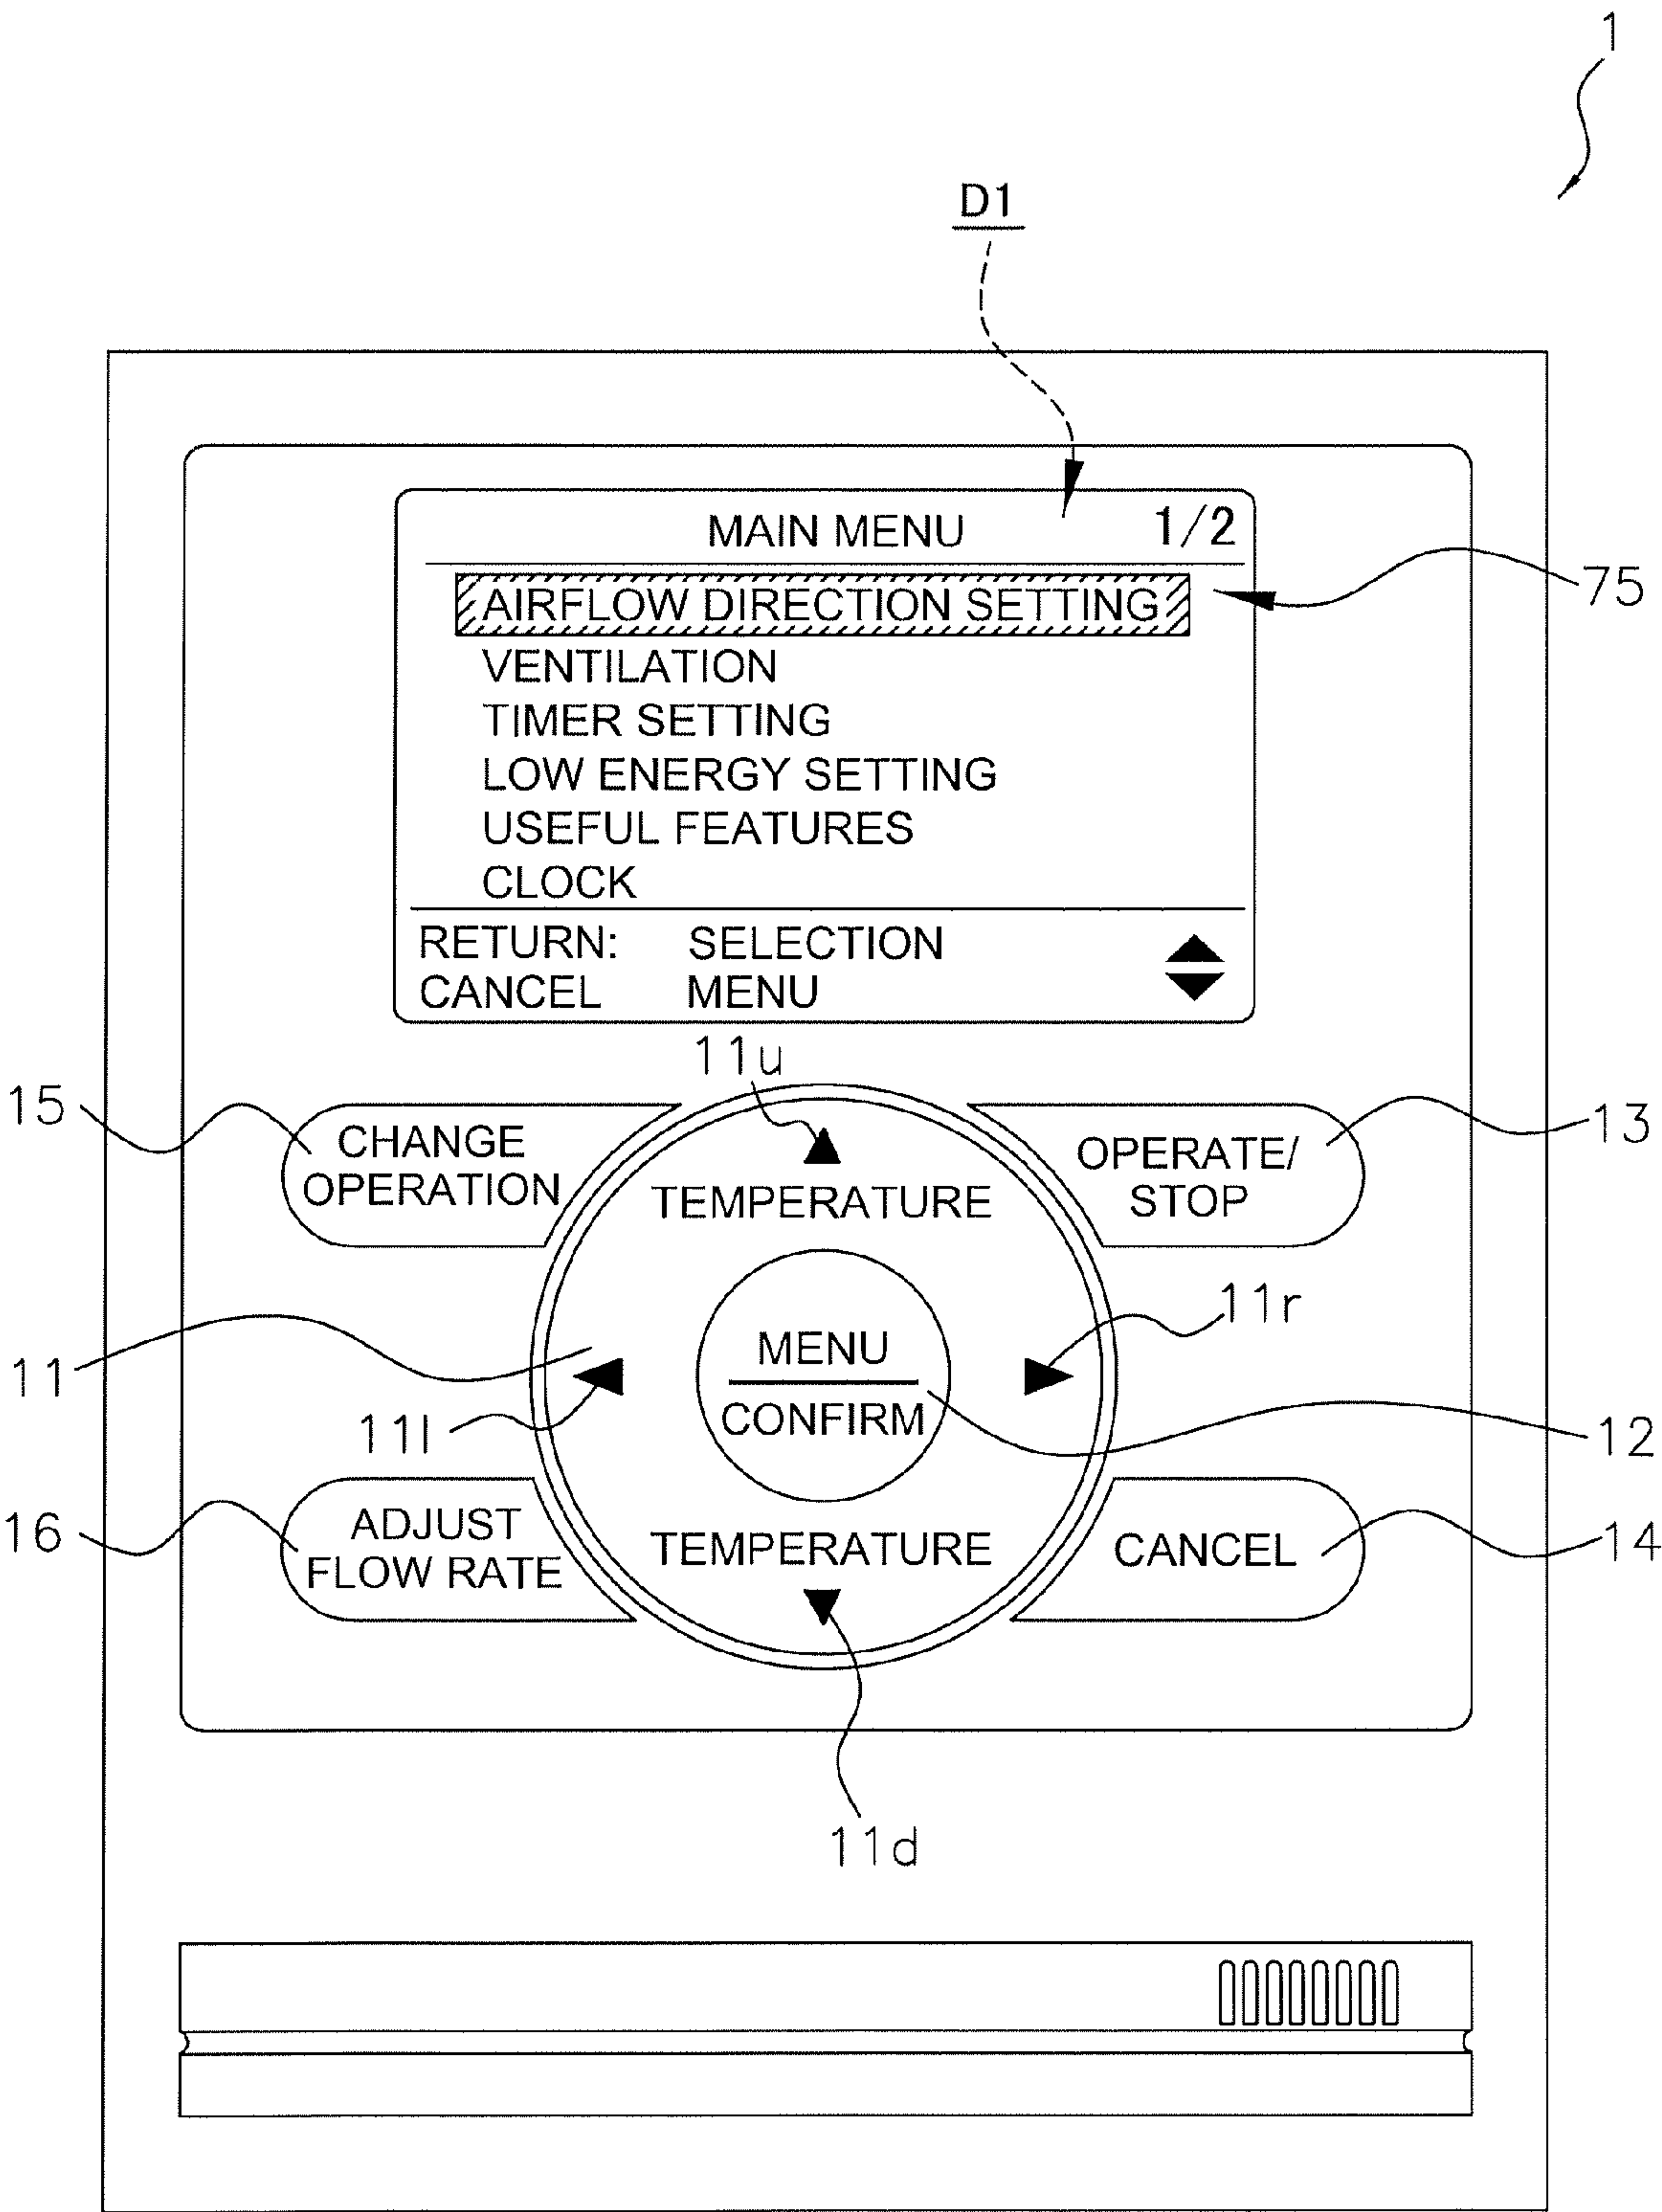 1
D1
MAIN MENU 1/2
AIRFLOW DIRECTION SETTING
75
VENTILATION
TIMER SETTING
LOW ENERGY SETTING
USEFUL FEATURES
CLOCK
RETURN: SELECTION
CANCEL MENU
11u
15
CHANGE
OPERATION
13
OPERATE/
STOP
TEMPERATURE
11r
11
MENU
CONFIRM
11l
12
16
ADJUST
FLOW RATE
TEMPERATURE
CANCEL
14
11d